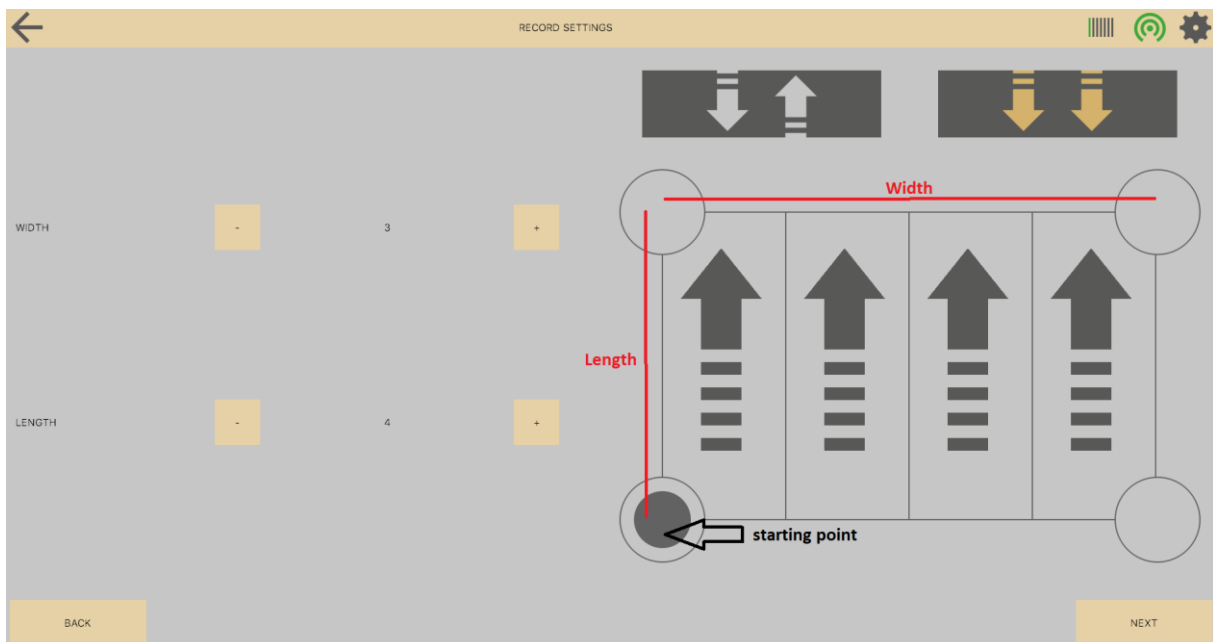 RECORD SETTINGS
Width
WIDTH - 3 +
Length
LENGTH - 4 +
starting point
BACK
NEXT